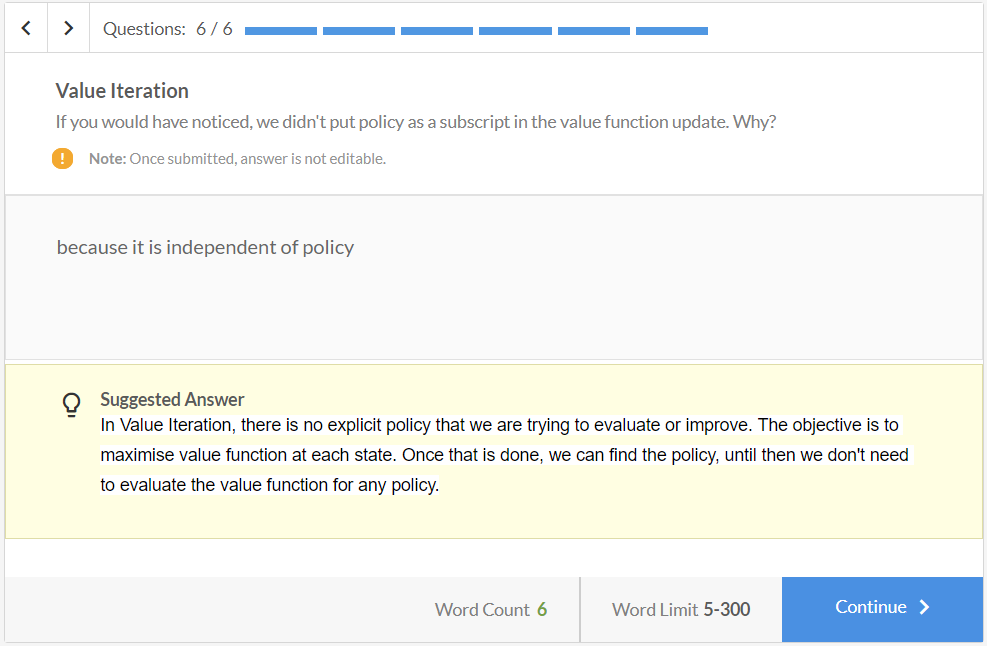 Questions: 6 / 6
Value Iteration
If you would have noticed, we didn't put policy as a subscript in the value function update. Why?
! Note: Once submitted, answer is not editable.
because it is independent of policy
Suggested Answer
In Value Iteration, there is no explicit policy that we are trying to evaluate or improve. The objective is to
maximise value function at each state. Once that is done, we can find the policy, until then we don't need
to evaluate the value function for any policy.
Word Count 6
Word Limit 5-300
Continue